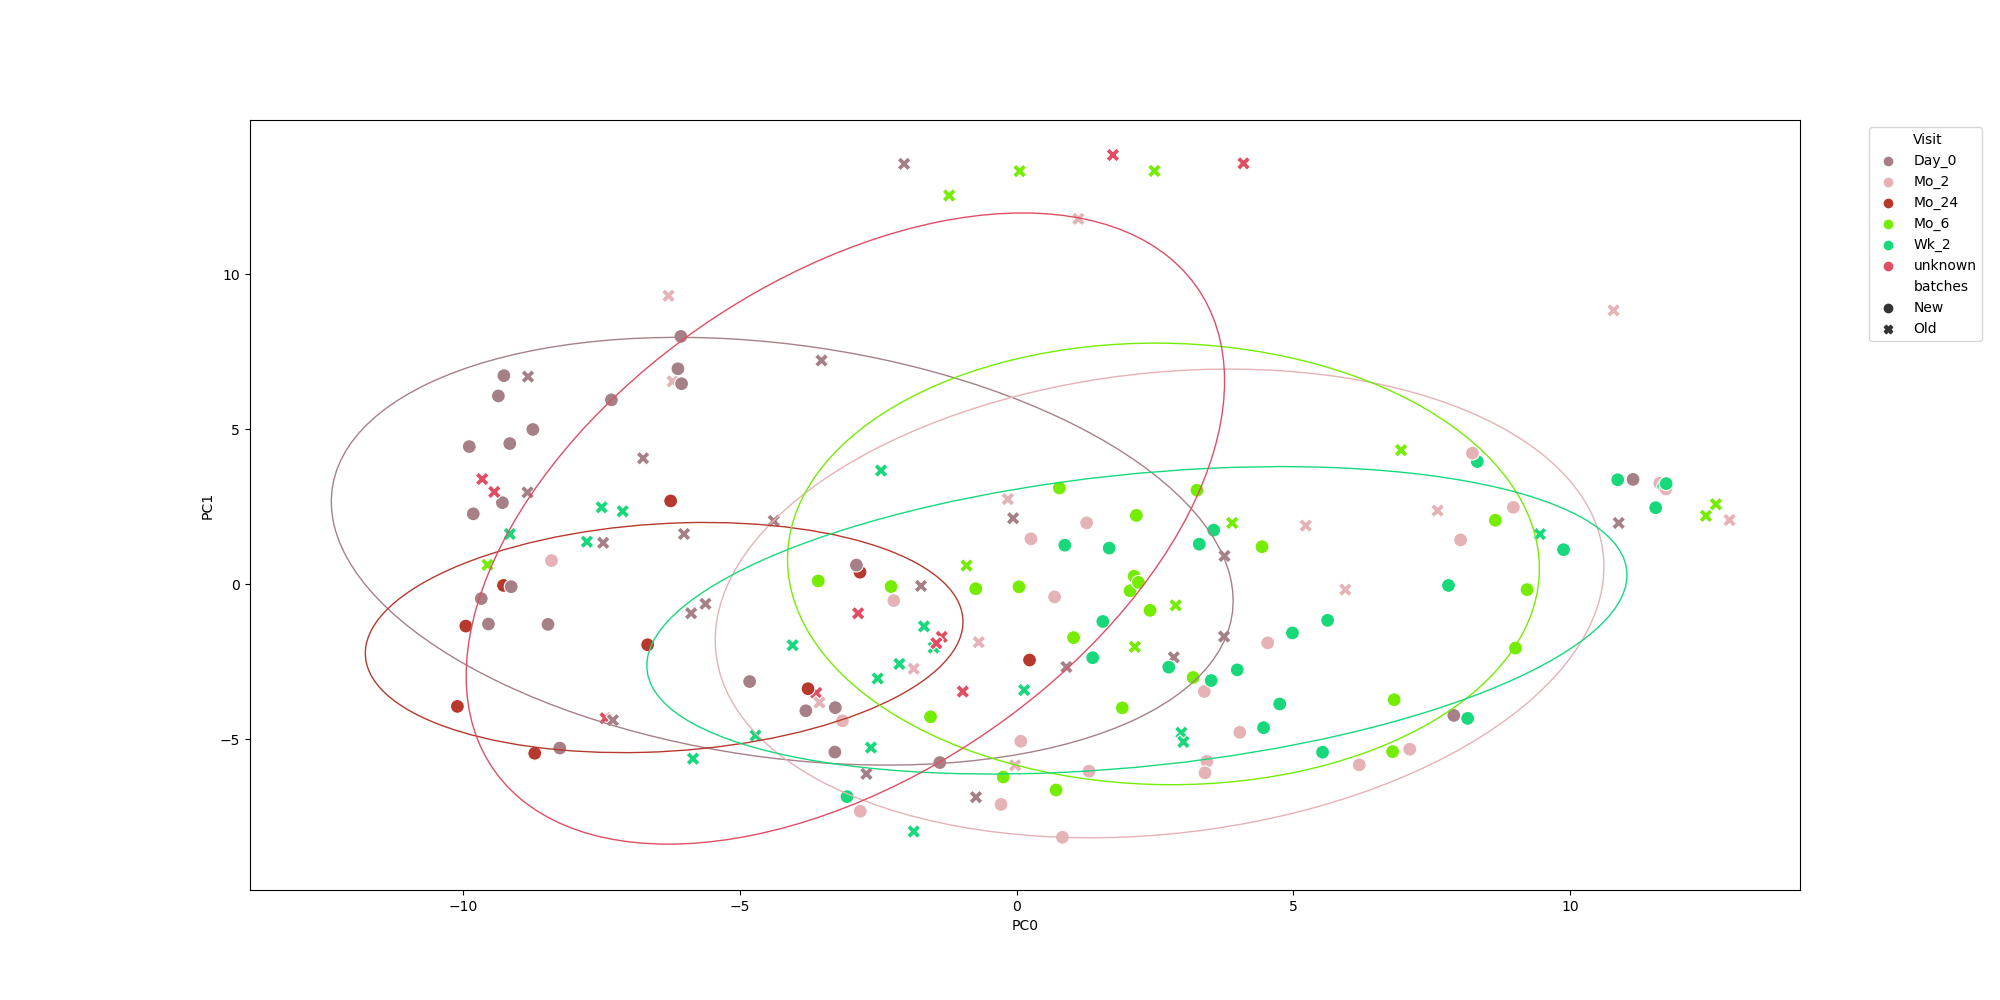 Visit
Day_0
Mo_2
Mo_24
Mo_6
Wk_2
unknown
batches
New
Old
10
5
0
−5
PC1
−10
−5
0
5
10
PC0